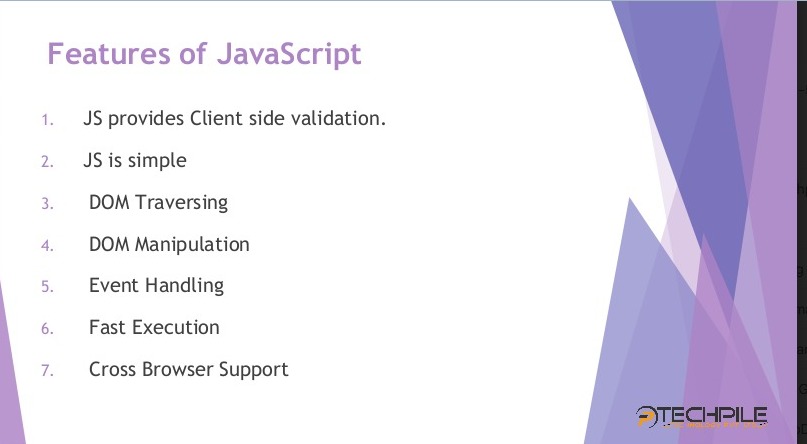 Features of JavaScript
1. JS provides Client side validation.
2. JS is simple
3. DOM Traversing
4. DOM Manipulation
5. Event Handling
6. Fast Execution
7. Cross Browser Support
TECHPILE